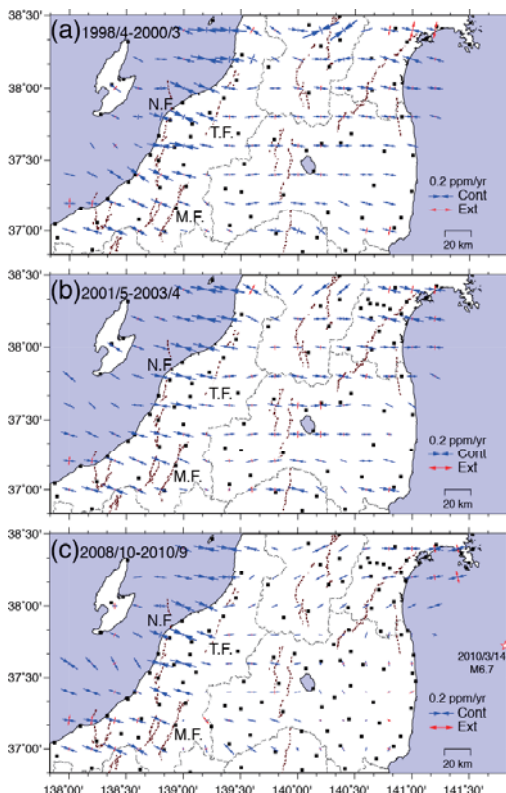 38°30'
(a) 1998/4-2000/3
38°00'
N.F.
T.F.
37°30'
0.2 ppm/yr
Cont
Ext
M.F.
37°00'
20 km
38°30'
(b) 2001/5-2003/4
38°00'
N.F.
T.F.
37°30'
0.2 ppm/yr
Cont
Ext
M.F.
37°00'
20 km
38°30'
(c) 2008/10-2010/9
38°00'
N.F.
T.F.
2010/3/14
M6.7
37°30'
0.2 ppm/yr
Cont
Ext
M.F.
37°00'
20 km
138°00' 138°30' 139°00' 139°30' 140°00' 140°30' 141°00' 141°30'